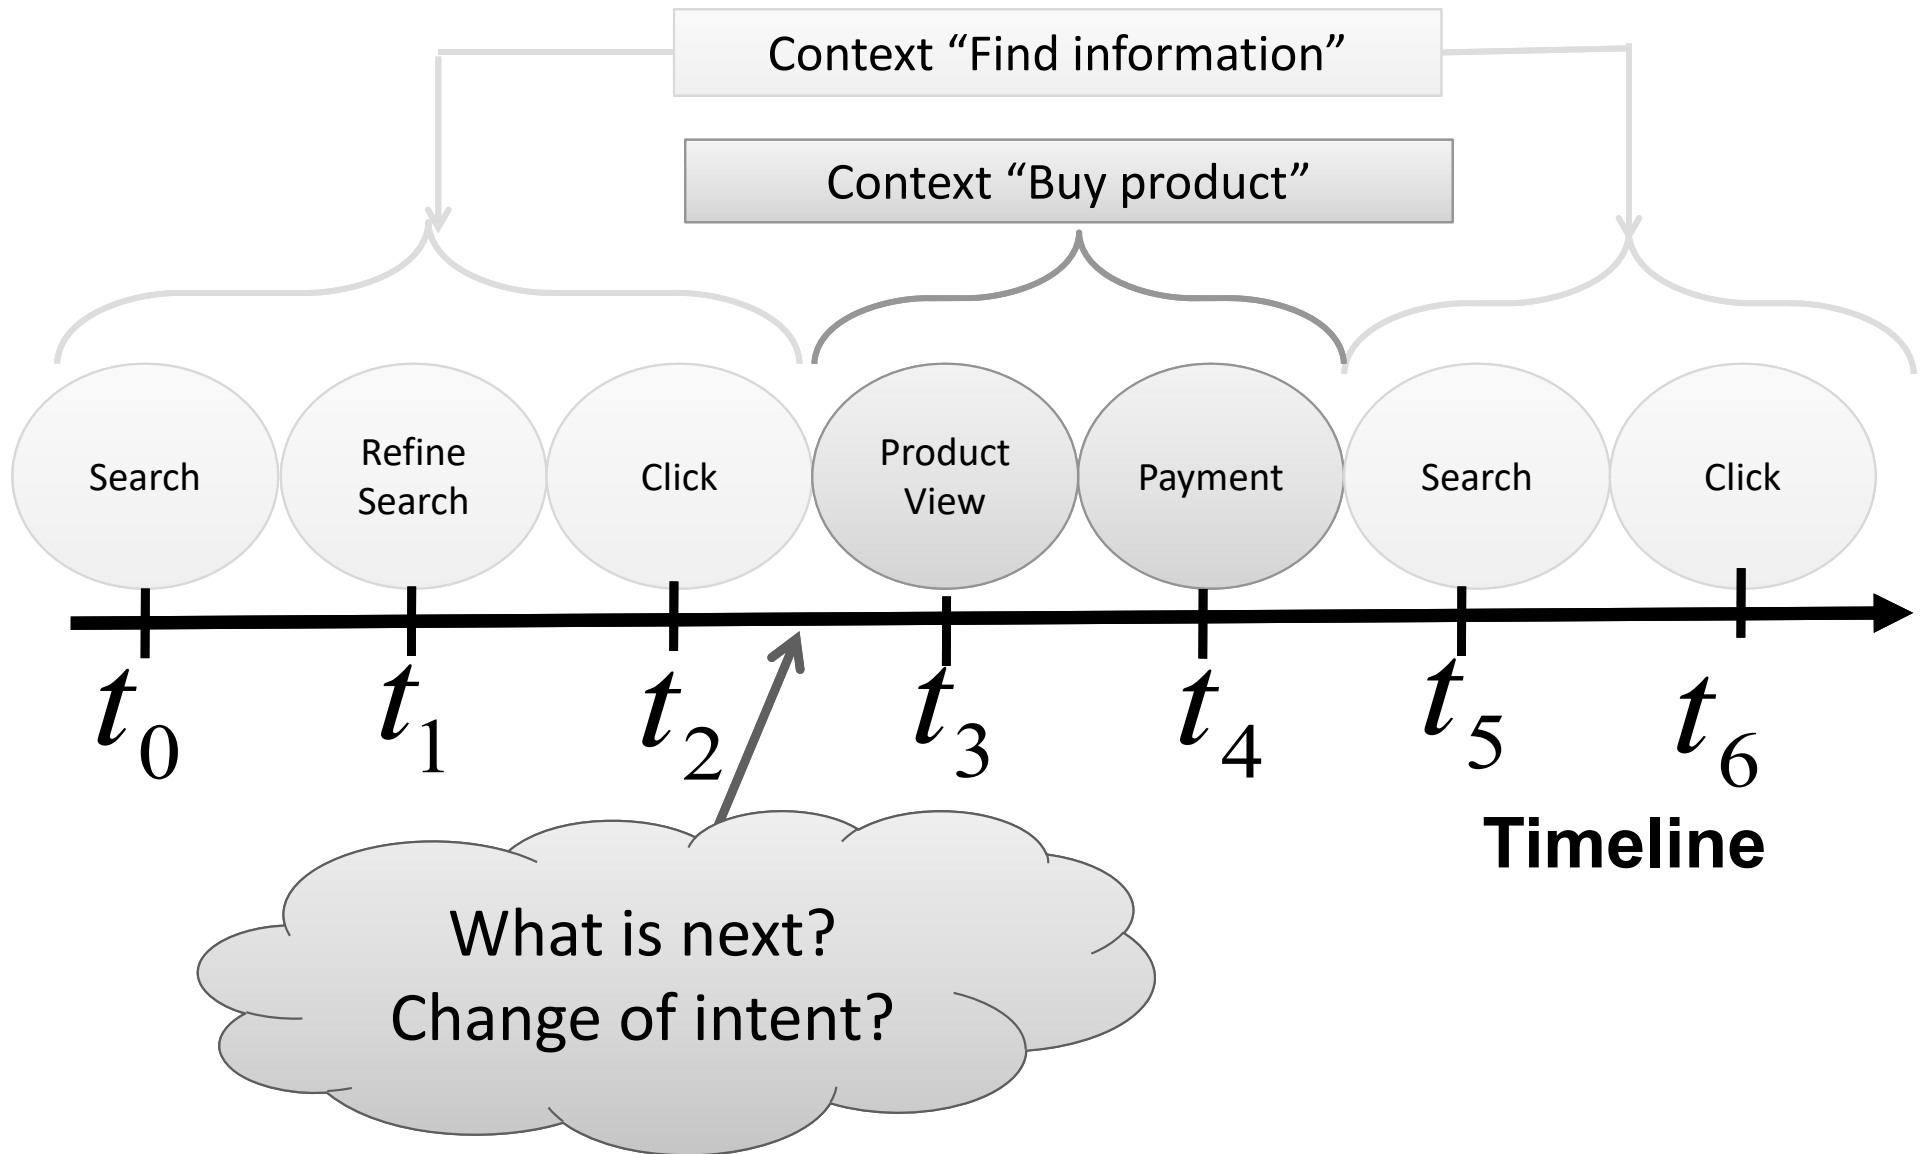 Context “Find information”
Context “Buy product”
Search
Refine
Search
Click
Product
View
Payment
Search
Click
t0
t1
t2
t3
t4
t5
t6
Timeline
What is next?
Change of intent?